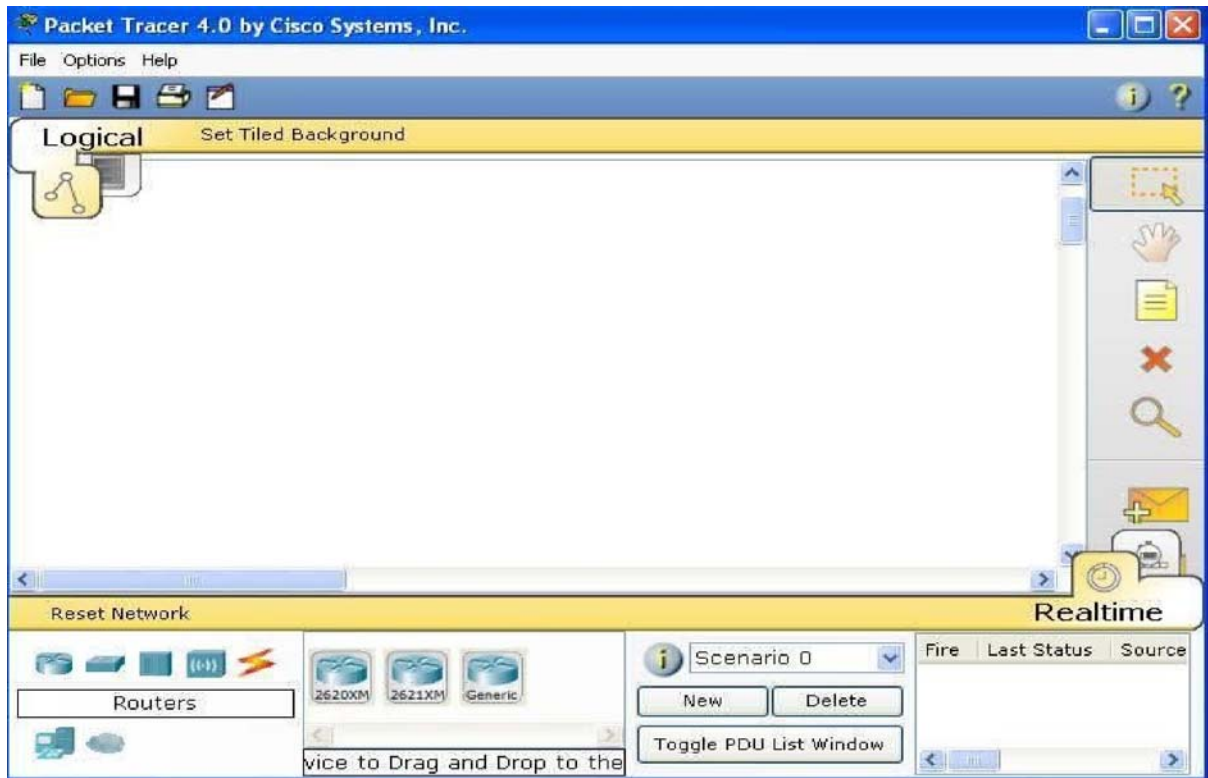 Packet Tracer 4.0 by Cisco Systems, Inc.
File Options Help
Logical Set Tiled Background
Reset Network Realtime
Routers
2620XM 2621XM Generic
vice to Drag and Drop to the
Scenario 0
New Delete
Toggle PDU List Window
Fire Last Status Source